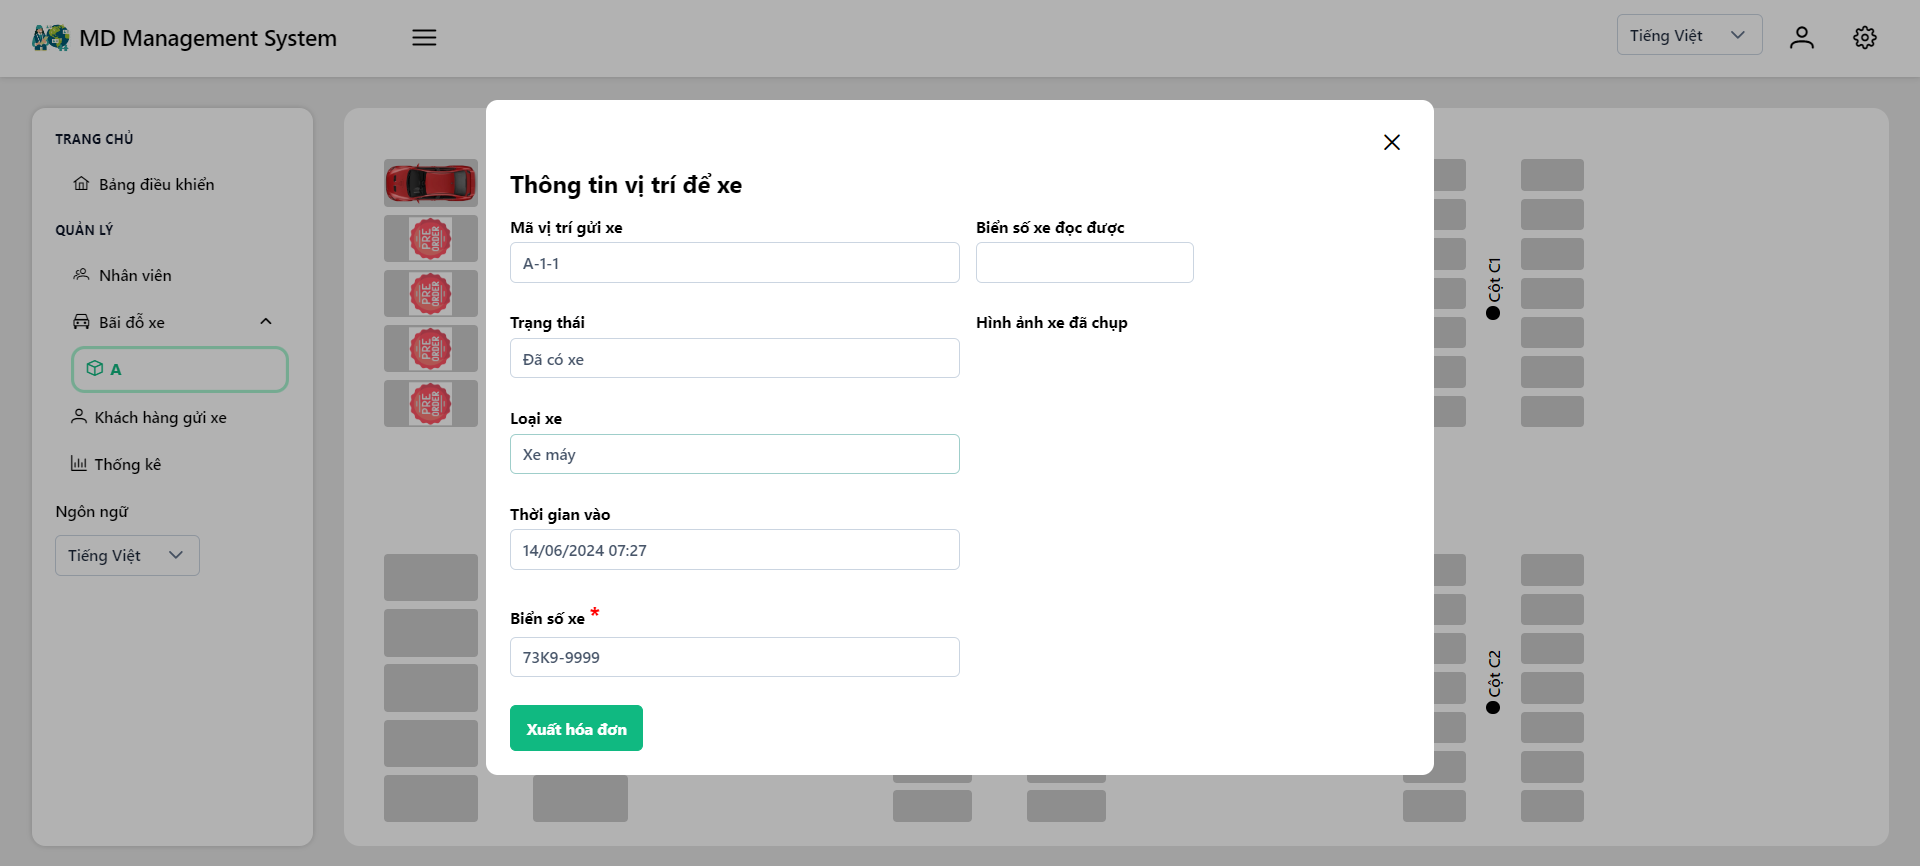 MD Management System
Tiếng Việt
TRANG CHỦ
Bảng điều khiển
QUẢN LÝ
Nhân viên
Bãi đỗ xe
A
Khách hàng gửi xe
Thống kê
Ngôn ngữ
Tiếng Việt
PRE ORDER
PRE ORDER
PRE ORDER
PRE ORDER
Thông tin vị trí để xe
Mã vị trí gửi xe
A-1-1
Biển số xe đọc được
Trạng thái
Đã có xe
Hình ảnh xe đã chụp
Loại xe
Xe máy
Thời gian vào
14/06/2024 07:27
Biển số xe *
73K9-9999
Xuất hóa đơn
Cột C1
Cột C2